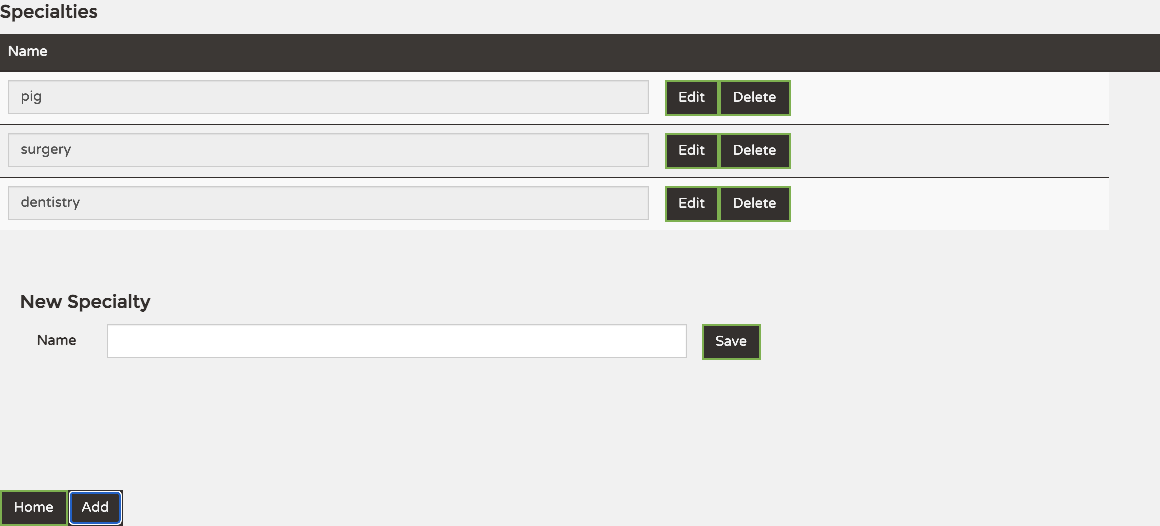 Specialties
Name
pig Edit Delete
surgery Edit Delete
dentistry Edit Delete
New Specialty
Name Save
Home Add